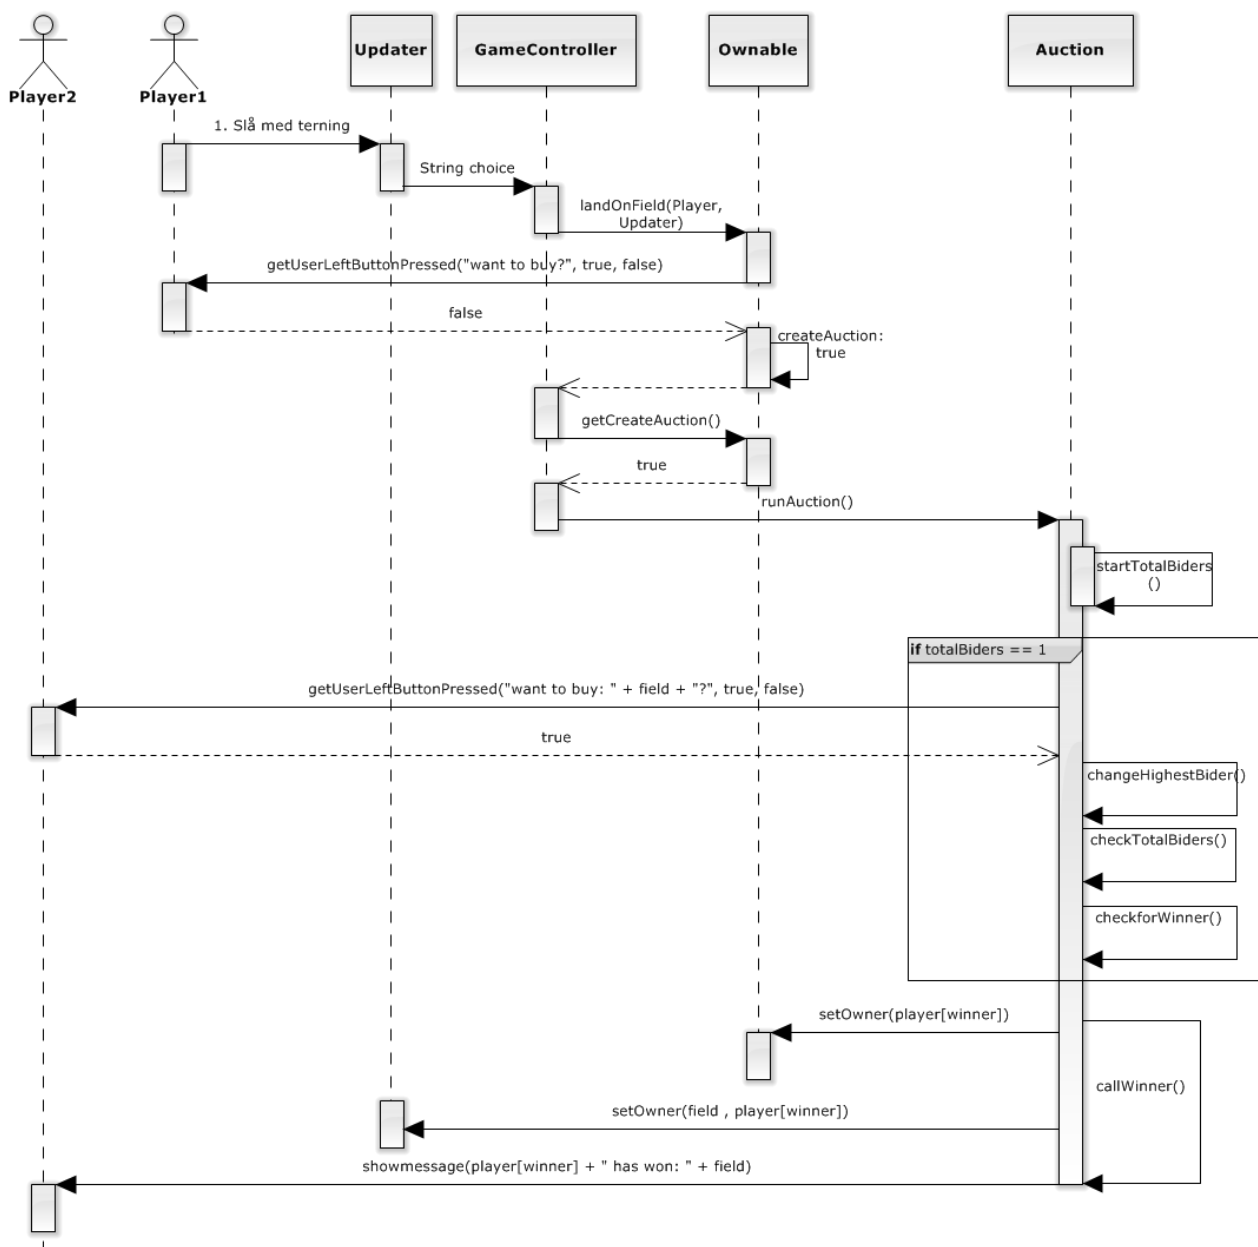 Player2
Player1
Updater
GameController
Ownable
Auction
1. Slå med terning
String choice
landOnField(Player,
Updater)
getUserLeftButtonPressed("want to buy?", true, false)
false
createAuction:
true
getCreateAuction()
true
runAuction()
startTotalBiders
()
if totalBiders == 1
getUserLeftButtonPressed("want to buy: " + field + "?", true, false)
true
changeHighestBider()
checkTotalBiders()
checkforWinner()
setOwner(player[winner])
callWinner()
setOwner(field , player[winner])
showmessage(player[winner] + " has won: " + field)